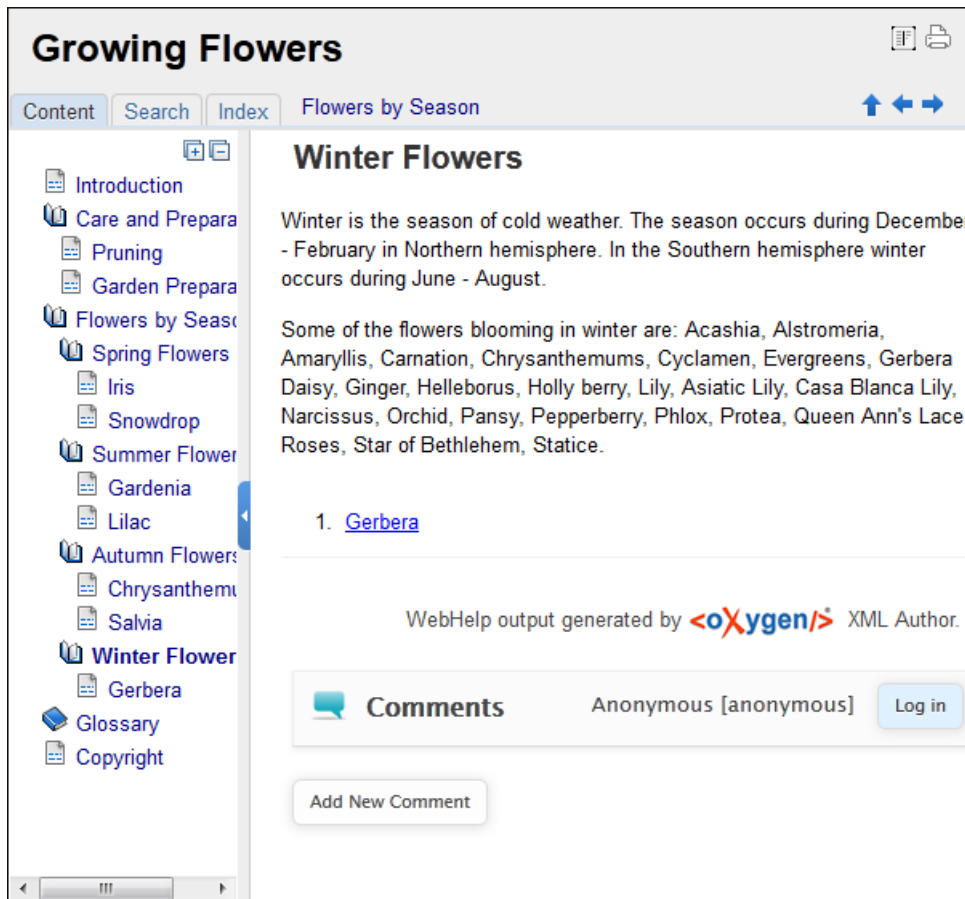 Growing Flowers
Content
Search
Index
Flowers by Season
Introduction
Care and Prepara
Pruning
Garden Prepara
Flowers by Seaso
Spring Flowers
Iris
Snowdrop
Summer Flower
Gardenia
Lilac
Autumn Flowers
Chrysanthemu
Salvia
Winter Flower
Gerbera
Glossary
Copyright
Winter Flowers
Winter is the season of cold weather. The season occurs during December
- February in Northern hemisphere. In the Southern hemisphere winter
occurs during June - August.
Some of the flowers blooming in winter are: Acashia, Alstromeria,
Amaryllis, Carnation, Chrysanthemums, Cyclamen, Evergreens, Gerbera
Daisy, Ginger, Helleborus, Holly berry, Lily, Asiatic Lily, Casa Blanca Lily,
Narcissus, Orchid, Pansy, Pepperberry, Phlox, Protea, Queen Ann's Lace
Roses, Star of Bethlehem, Statice.
1. Gerbera
WebHelp output generated by <oXygen/> XML Author.
Comments
Anonymous [anonymous]
Log in
Add New Comment